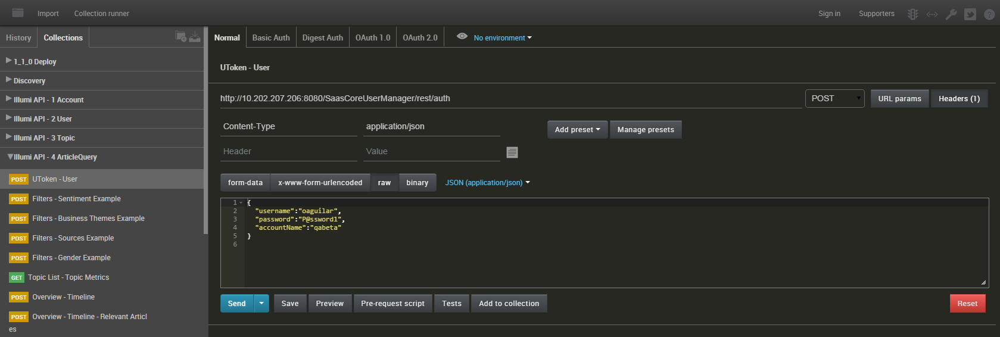 Import Collection runner Sign in Supporters
History Collections
Normal Basic Auth Digest Auth OAuth 1.0 OAuth 2.0 No environment
1_1_0 Deploy
Discovery
Illumi API - 1 Account
Illumi API - 2 User
Illumi API - 3 Topic
Illumi API - 4 ArticleQuery
POST UToken - User
POST Filters - Sentiment Example
POST Filters - Business Themes Example
POST Filters - Sources Example
POST Filters - Gender Example
GET Topic List - Topic Metrics
POST Overview - Timeline
POST Overview - Timeline - Relevant Articl
es
UToken - User
http://10.202.207.206:8080/SaasCoreUserManager/rest/auth POST URL params Headers (1)
Content-Type application/json Add preset Manage presets
Header Value
form-data x-www-form-urlencoded raw binary JSON (application/json)
1 {
2 "username":"oaguilar",
3 "password":"P@ssword1",
4 "accountName":"qabeta"
5 }
6
Send Save Preview Pre-request script Tests Add to collection Reset